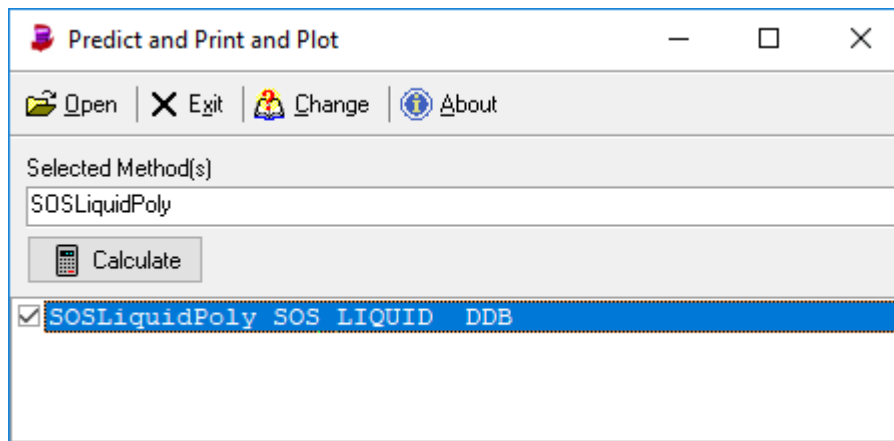 Predict and Print and Plot
Open Exit Change About
Selected Method(s)
SOSLiquidPoly
Calculate
SOSLiquidPoly SOS LIQUID DDB